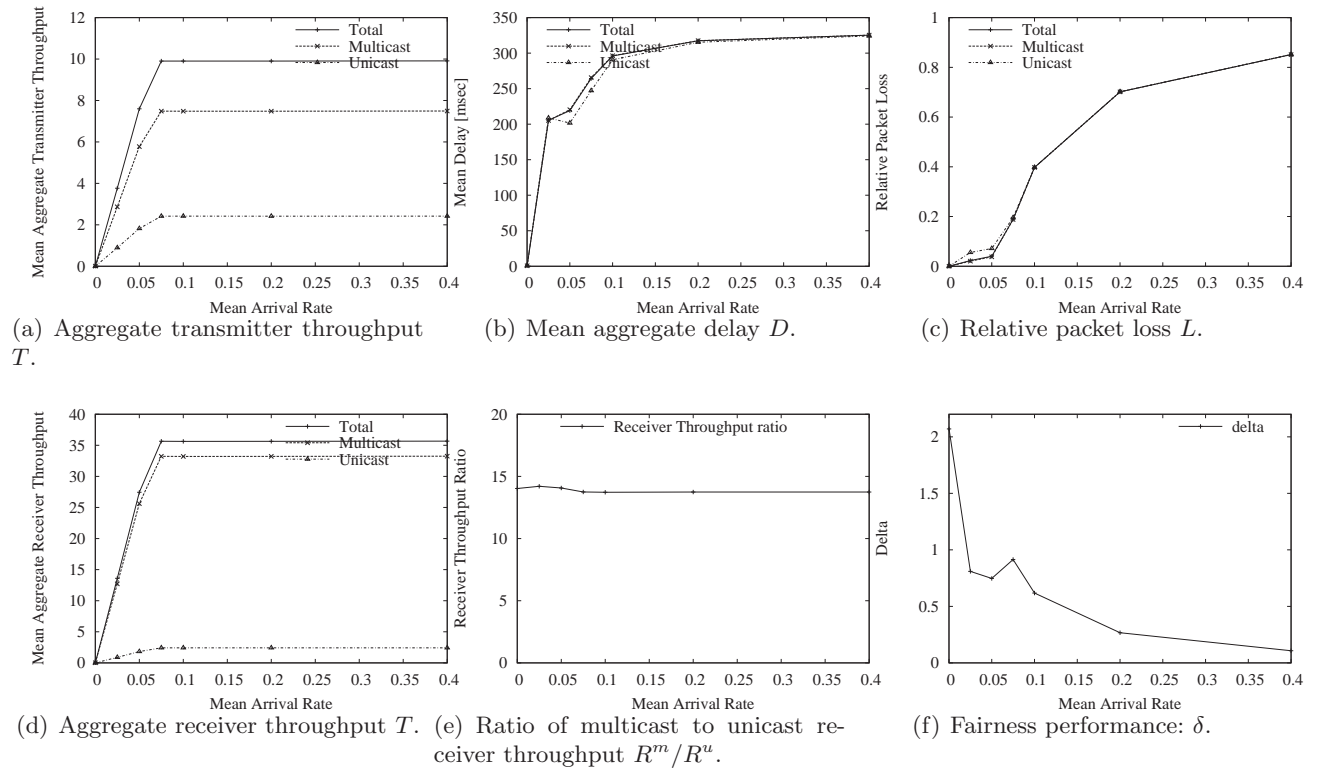 12
10
8
6
4
2
0
Mean Aggregate Transmitter Throughput
Total
Multicast
Unicast
0 0.05 0.1 0.15 0.2 0.25 0.3 0.35 0.4
Mean Arrival Rate
(a) Aggregate transmitter throughput
T.
350
300
250
200
150
100
50
0
Mean Delay [msec]
Total
Multicast
Unicast
0 0.05 0.1 0.15 0.2 0.25 0.3 0.35 0.4
Mean Arrival Rate
(b) Mean aggregate delay D.
1
0.8
0.6
0.4
0.2
0
Relative Packet Loss
Total
Multicast
Unicast
0 0.05 0.1 0.15 0.2 0.25 0.3 0.35 0.4
Mean Arrival Rate
(c) Relative packet loss L.
40
35
30
25
20
15
10
5
0
Mean Aggregate Receiver Throughput
Total
Multicast
Unicast
0 0.05 0.1 0.15 0.2 0.25 0.3 0.35 0.4
Mean Arrival Rate
(d) Aggregate receiver throughput T.
20
15
10
5
0
Receiver Throughput Ratio
Receiver Throughput ratio
0 0.05 0.1 0.15 0.2 0.25 0.3 0.35 0.4
Mean Arrival Rate
(e) Ratio of multicast to unicast re-
ceiver throughput R^m/R^u.
2
1.5
1
0.5
0
Delta
delta
0 0.05 0.1 0.15 0.2 0.25 0.3 0.35 0.4
Mean Arrival Rate
(f) Fairness performance: δ.